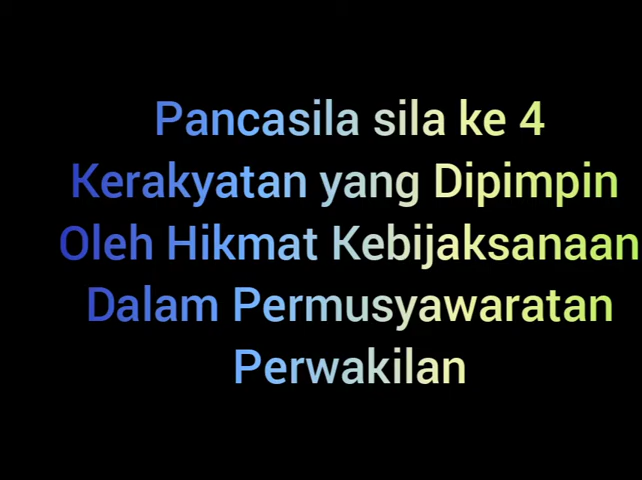 Pancasila sila ke 4
Kerakyatan yang Dipimpin
Oleh Hikmat Kebijaksanaan
Dalam Permusyawaratan
Perwakilan